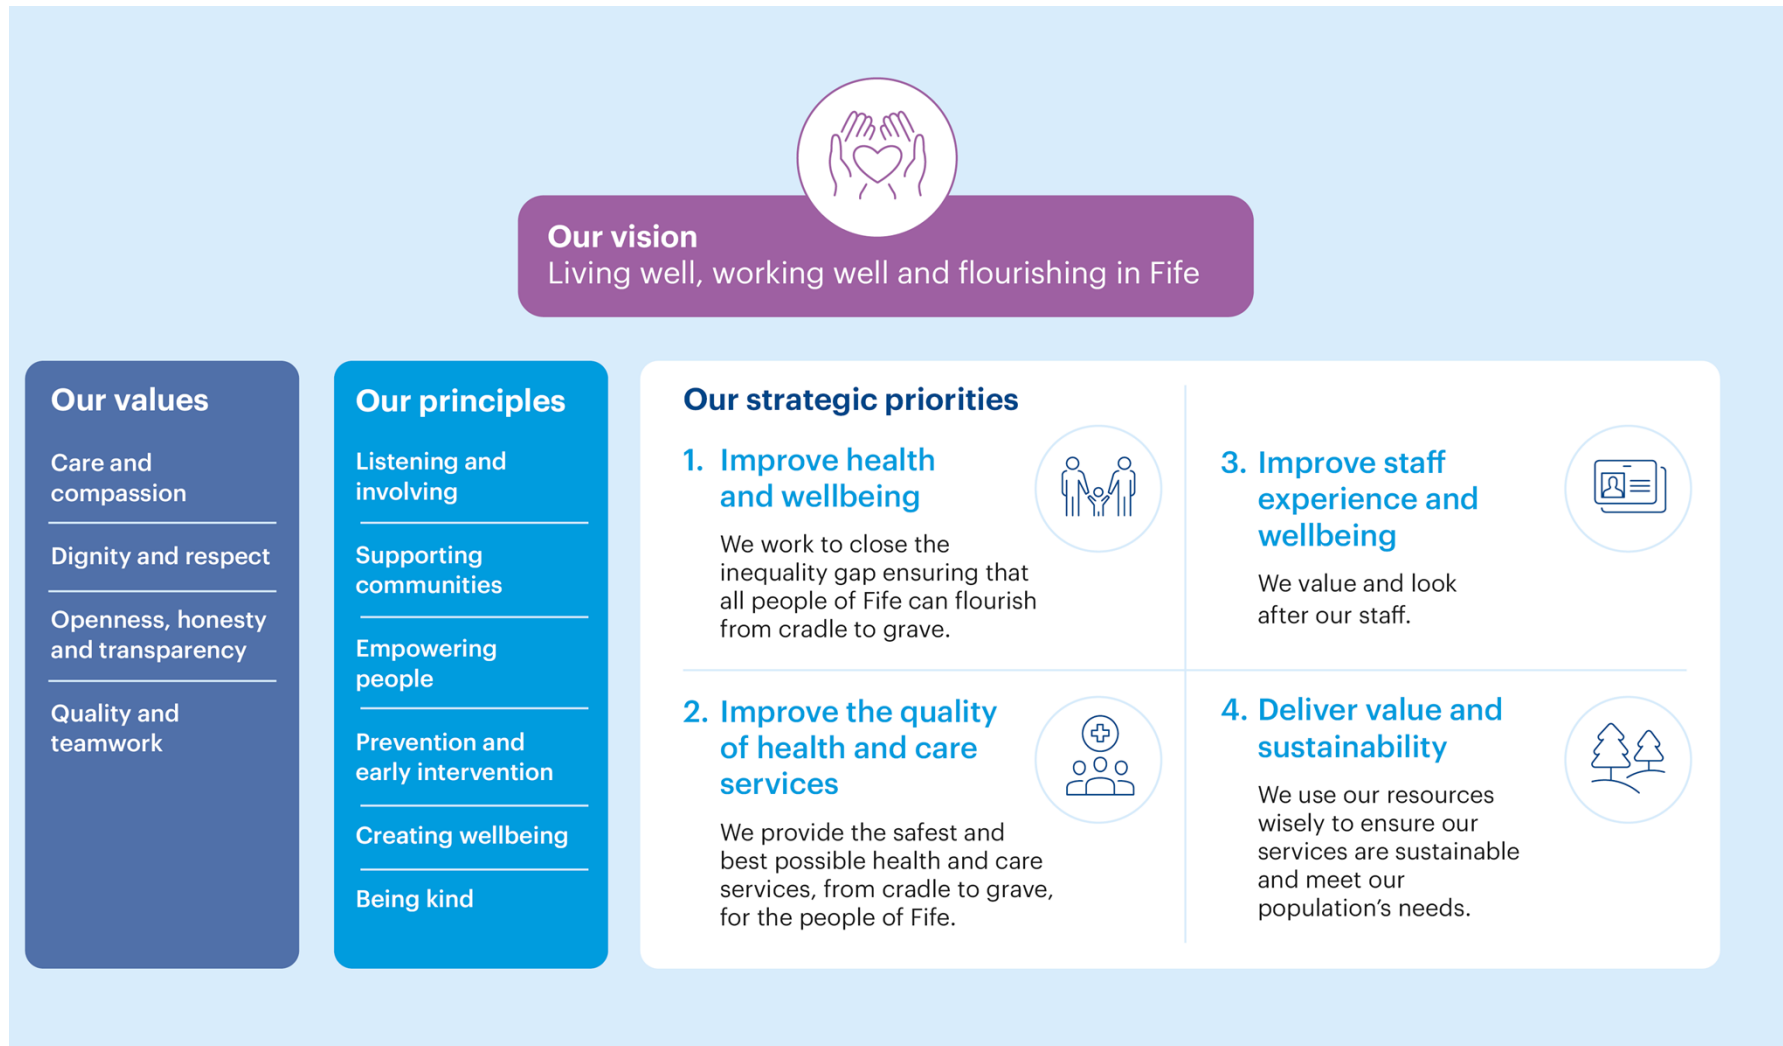 Our vision
Living well, working well and flourishing in Fife
Our values
Care and
compassion
Dignity and respect
Openness, honesty
and transparency
Quality and
teamwork
Our principles
Listening and
involving
Supporting
communities
Empowering
people
Prevention and
early intervention
Creating wellbeing
Being kind
Our strategic priorities
1. Improve health
and wellbeing
We work to close the
inequality gap ensuring that
all people of Fife can flourish
from cradle to grave.
2. Improve the quality
of health and care
services
We provide the safest and
best possible health and care
services, from cradle to grave,
for the people of Fife.
3. Improve staff
experience and
wellbeing
We value and look
after our staff.
4. Deliver value and
sustainability
We use our resources
wisely to ensure our
services are sustainable
and meet our
population’s needs.